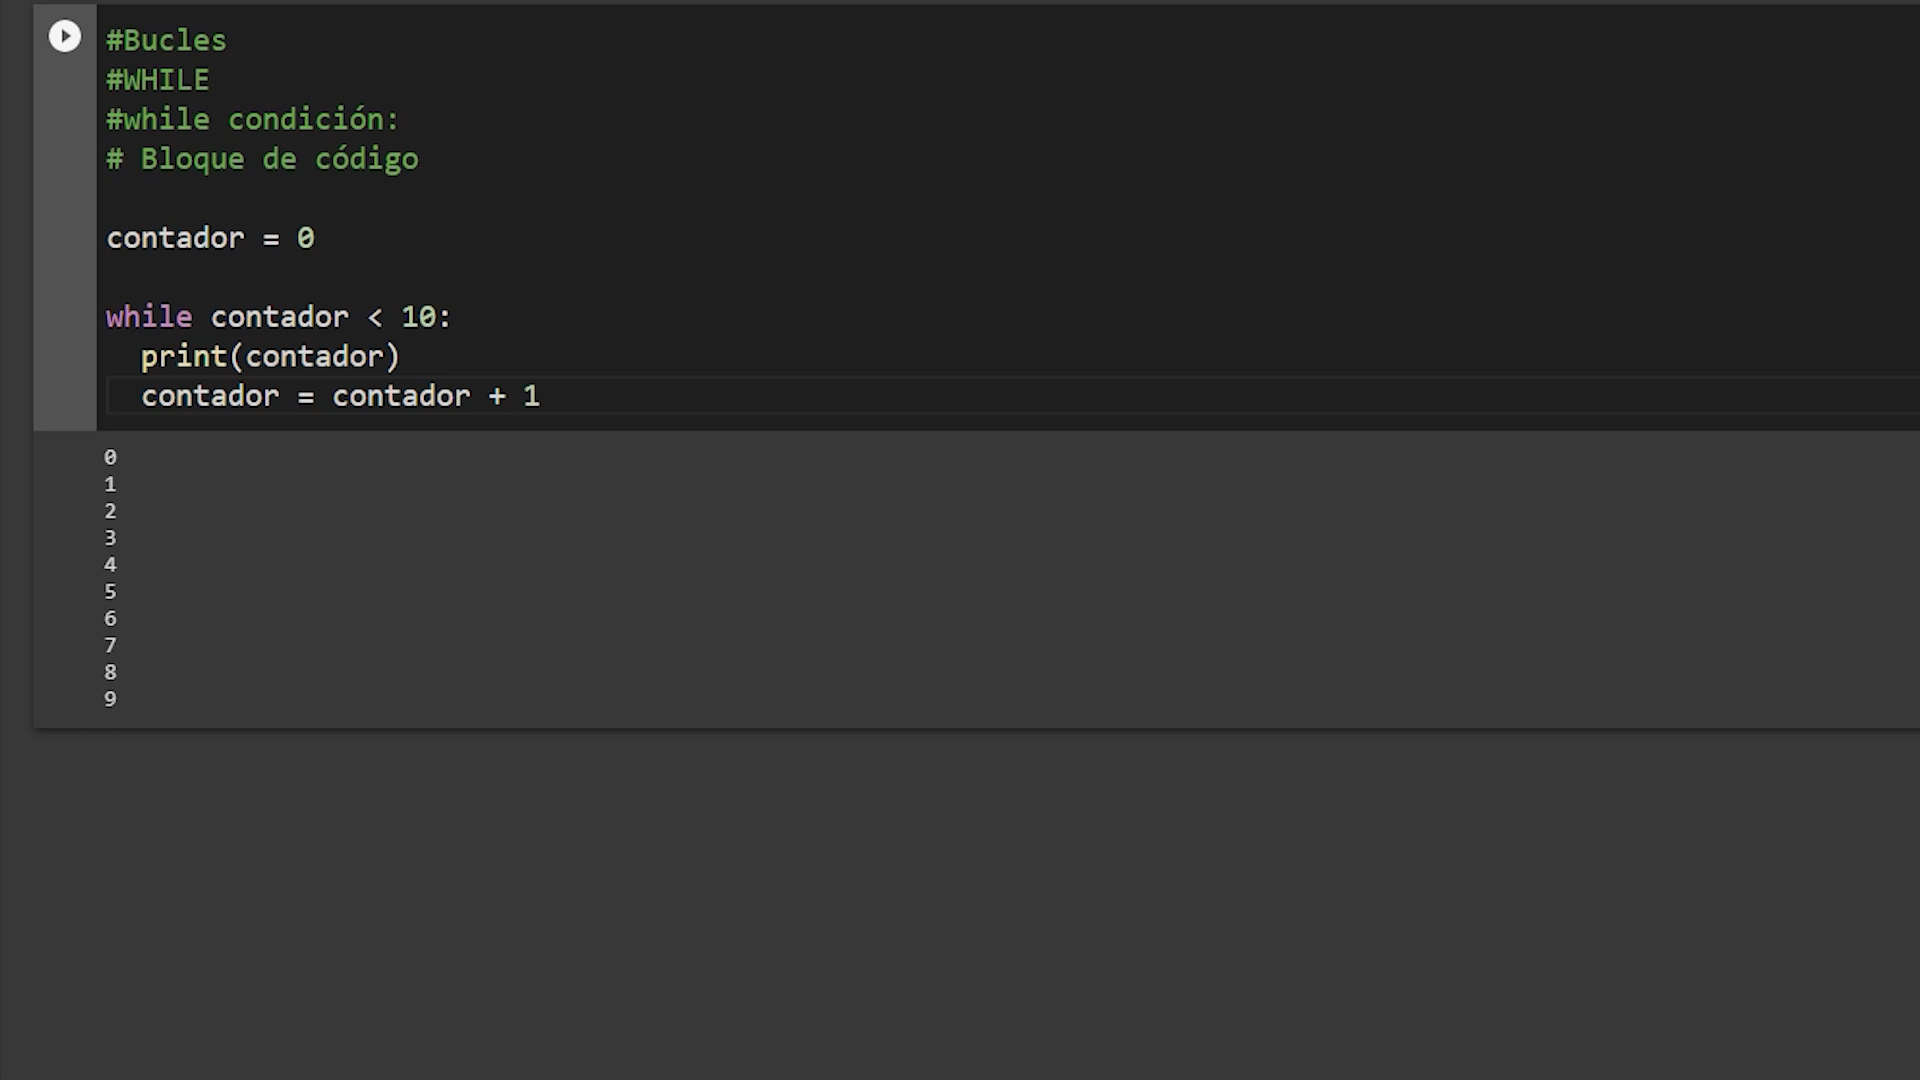 #Bucles
#WHILE
#while condición:
# Bloque de código
contador = 0
while contador < 10:
  print(contador)
  contador = contador + 1
0
1
2
3
4
5
6
7
8
9